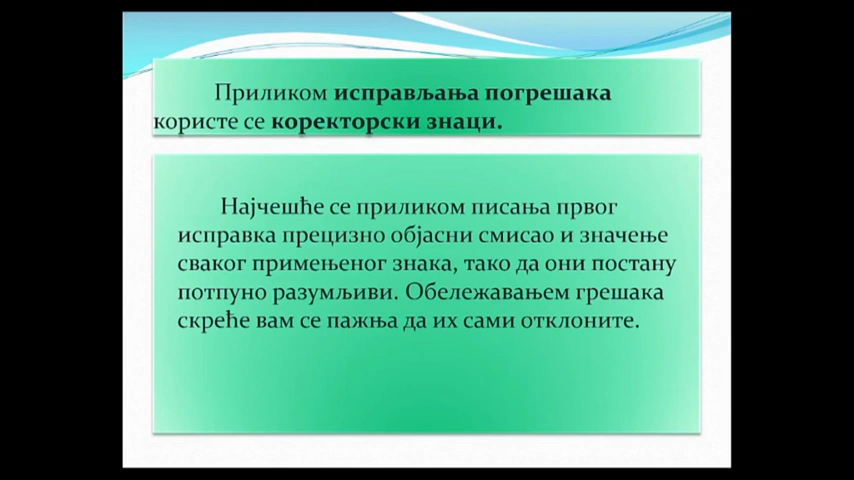 Приликом исправљања погрешака
користе се коректорски знаци.
Најчешће се приликом писања првог
исправка прецизно објасни смисао и значење
сваког примењеног знака, тако да они постану
потпуно разумљиви. Обележавањем грешака
скреће вам се пажња да их сами отклоните.